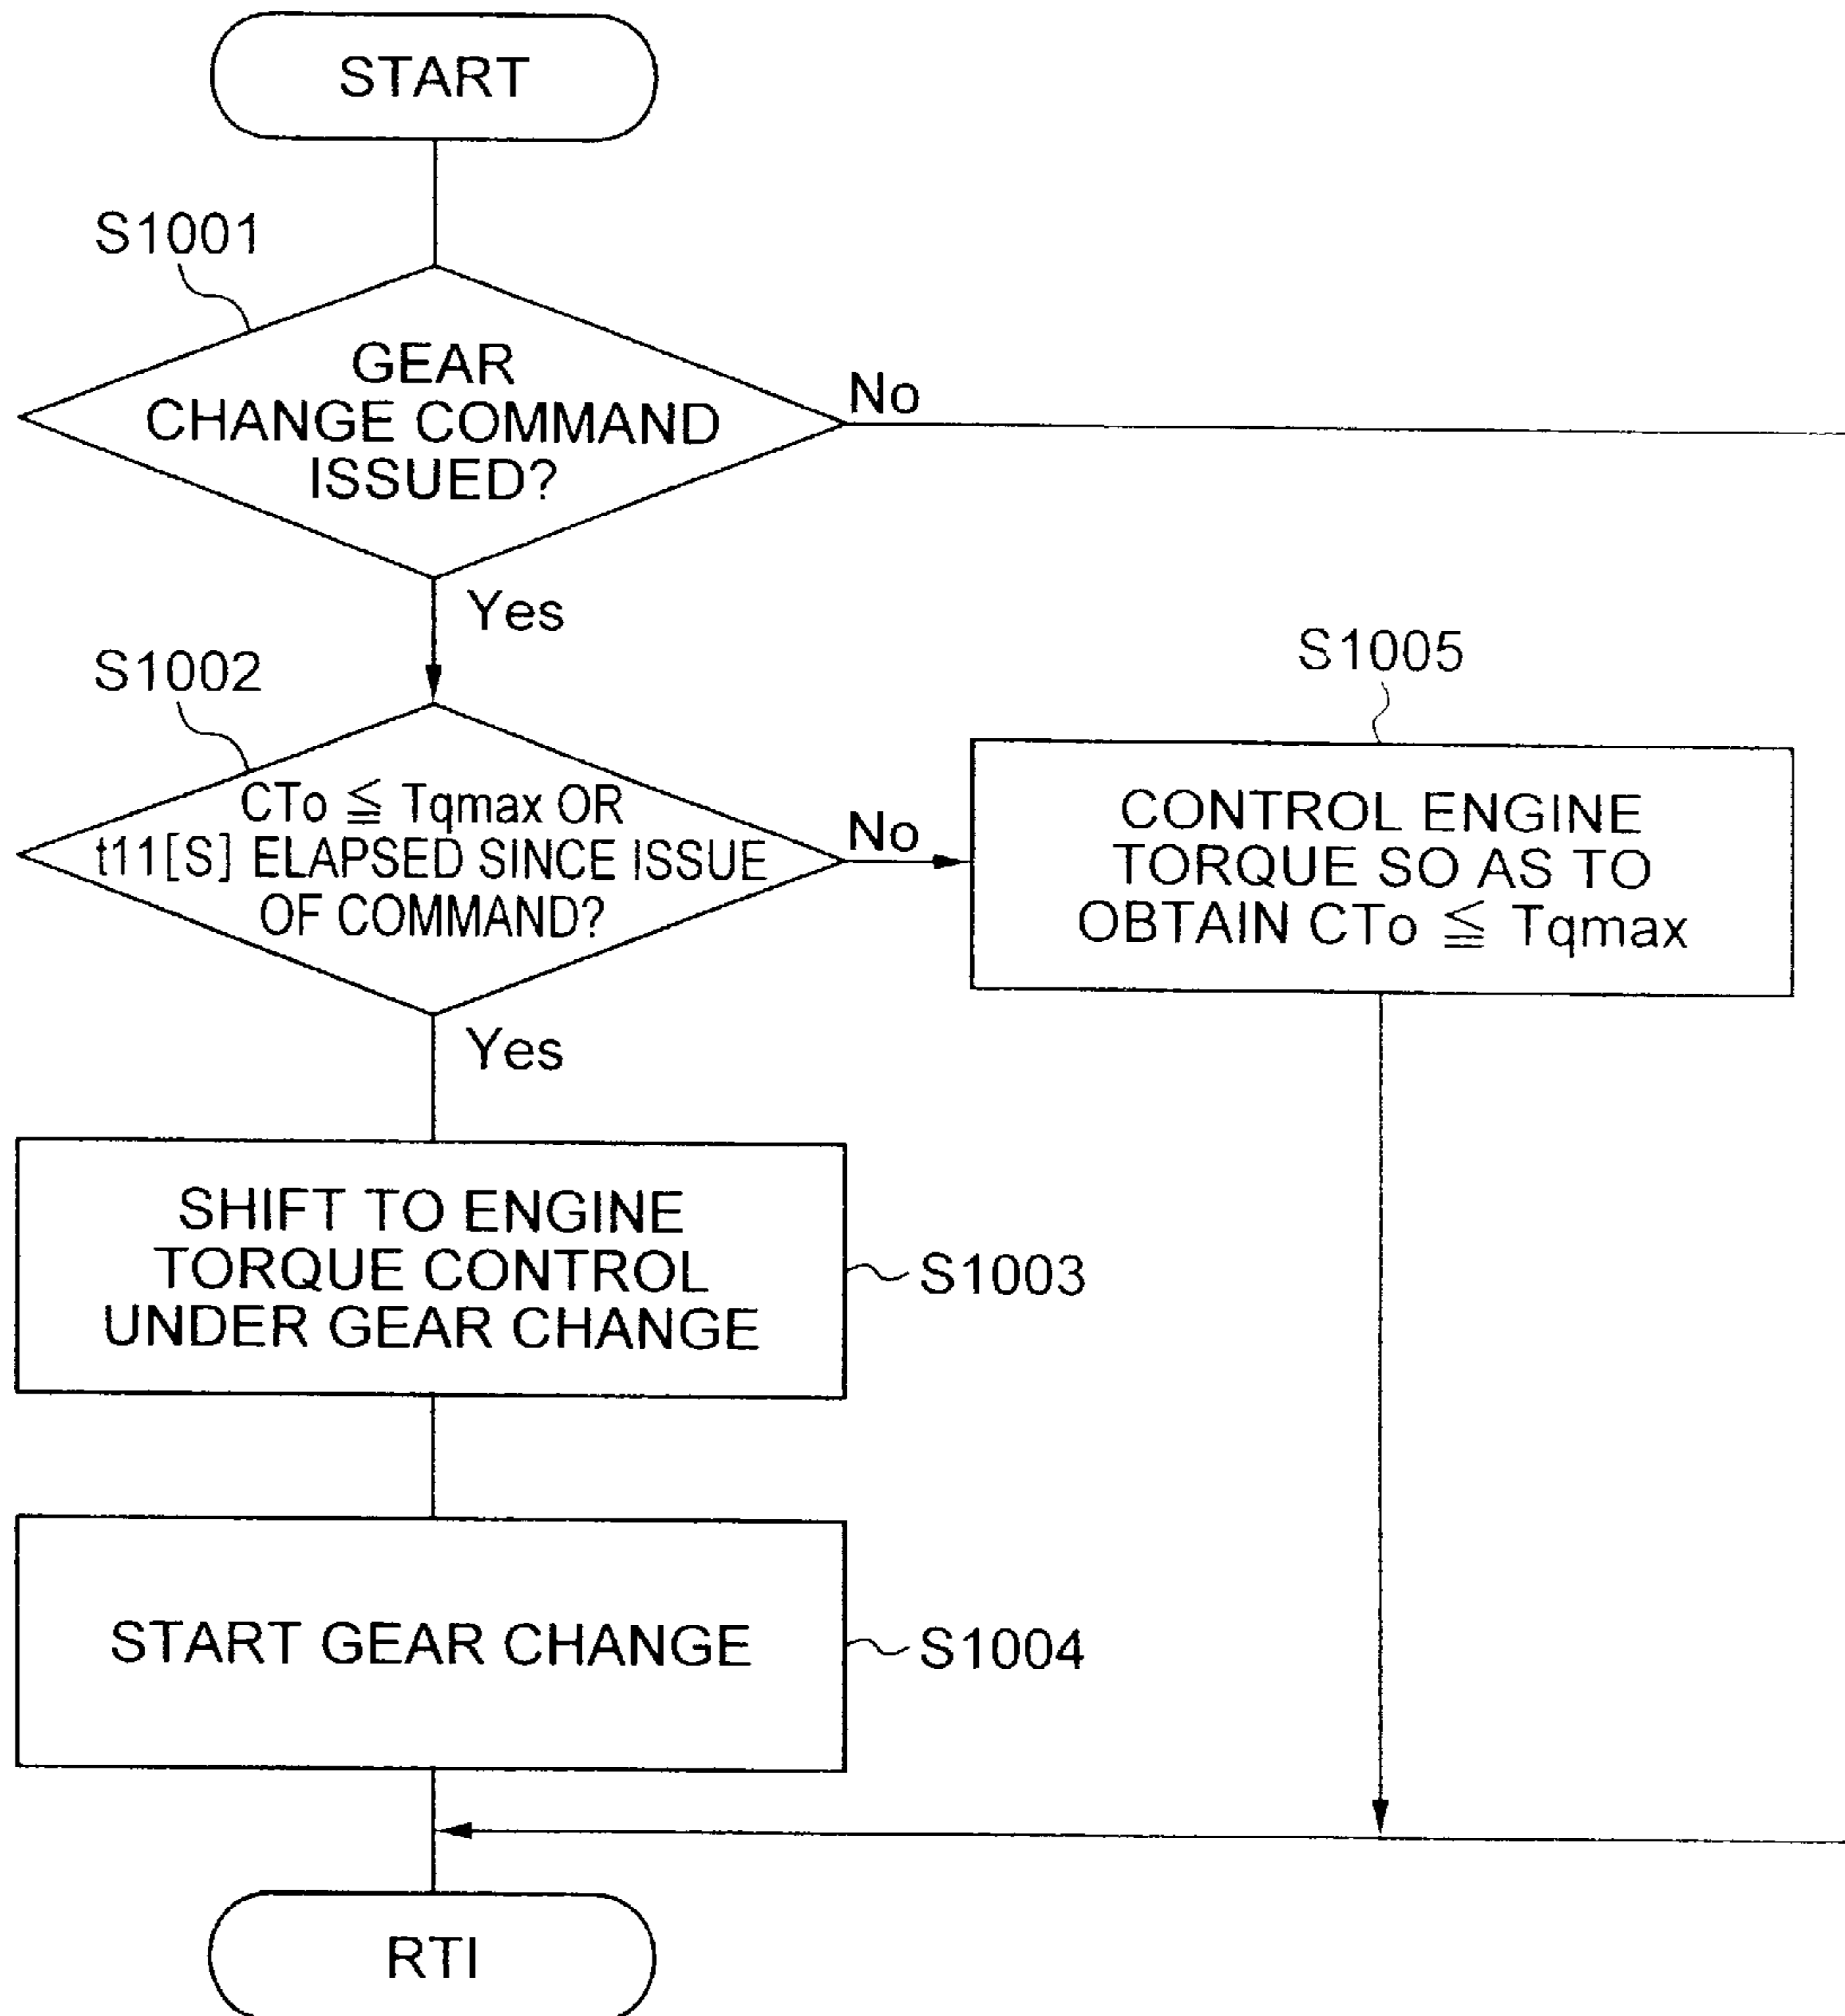 START
S1001
GEAR
CHANGE COMMAND
ISSUED?
No
Yes
S1002
CTo ≦ Tqmax OR
t11[S] ELAPSED SINCE ISSUE
OF COMMAND?
No
S1005
CONTROL ENGINE
TORQUE SO AS TO
OBTAIN CTo ≦ Tqmax
Yes
SHIFT TO ENGINE
TORQUE CONTROL
UNDER GEAR CHANGE
S1003
START GEAR CHANGE
S1004
RTI